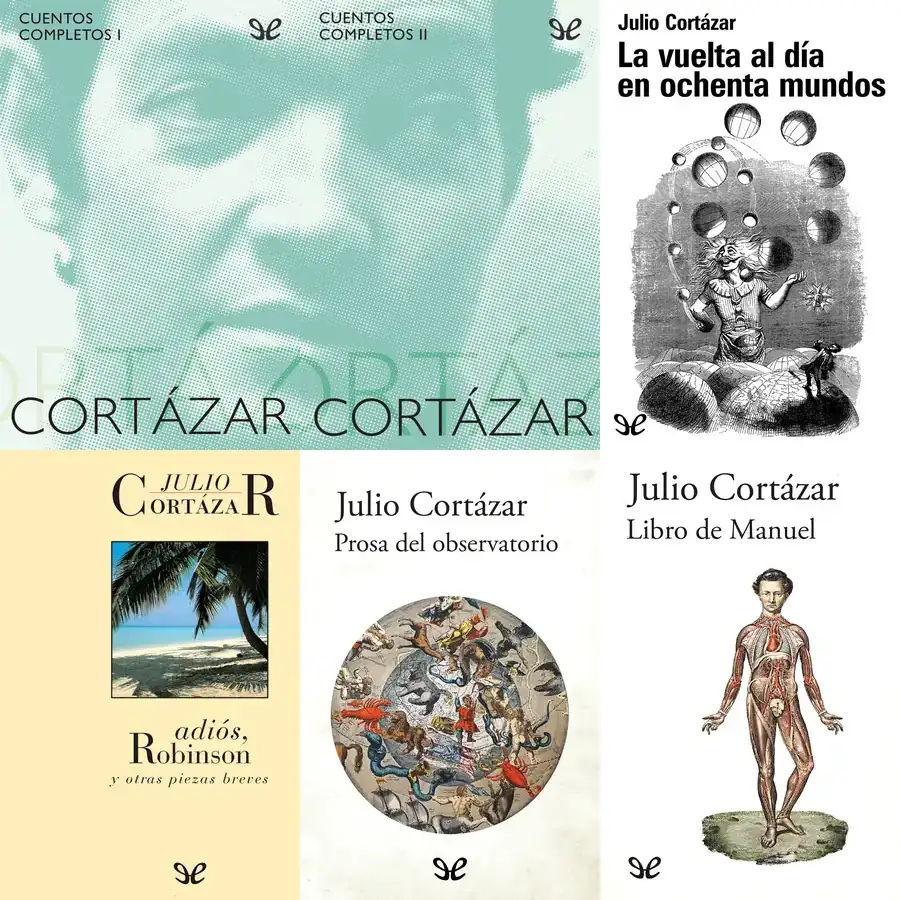 CUENTOS
COMPLETOS I
CUENTOS
COMPLETOS II
CORTÁZAR
CORTÁZAR
Julio Cortázar
La vuelta al día
en ochenta mundos
JULIO
CORTÁZAR
adiós,
Robinson
y otras piezas breves
Julio Cortázar
Prosa del observatorio
Julio Cortázar
Libro de Manuel